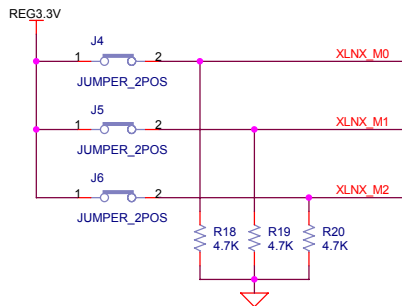 REG3.3V
J4
1 2
XLNX_M0
JUMPER_2POS
J5
1 2
XLNX_M1
JUMPER_2POS
J6
1 2
XLNX_M2
JUMPER_2POS
R18 R19 R20
4.7K 4.7K 4.7K